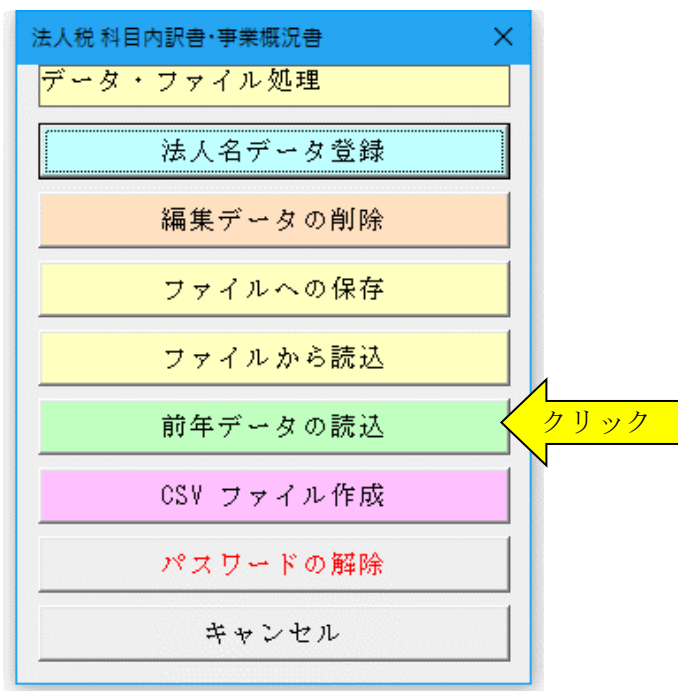 法人税 科目内訳書・事業概況書
データ・ファイル処理
法人名データ登録
編集データの削除
ファイルへの保存
ファイルから読込
前年データの読込
クリック
CSV ファイル作成
パスワードの解除
キャンセル